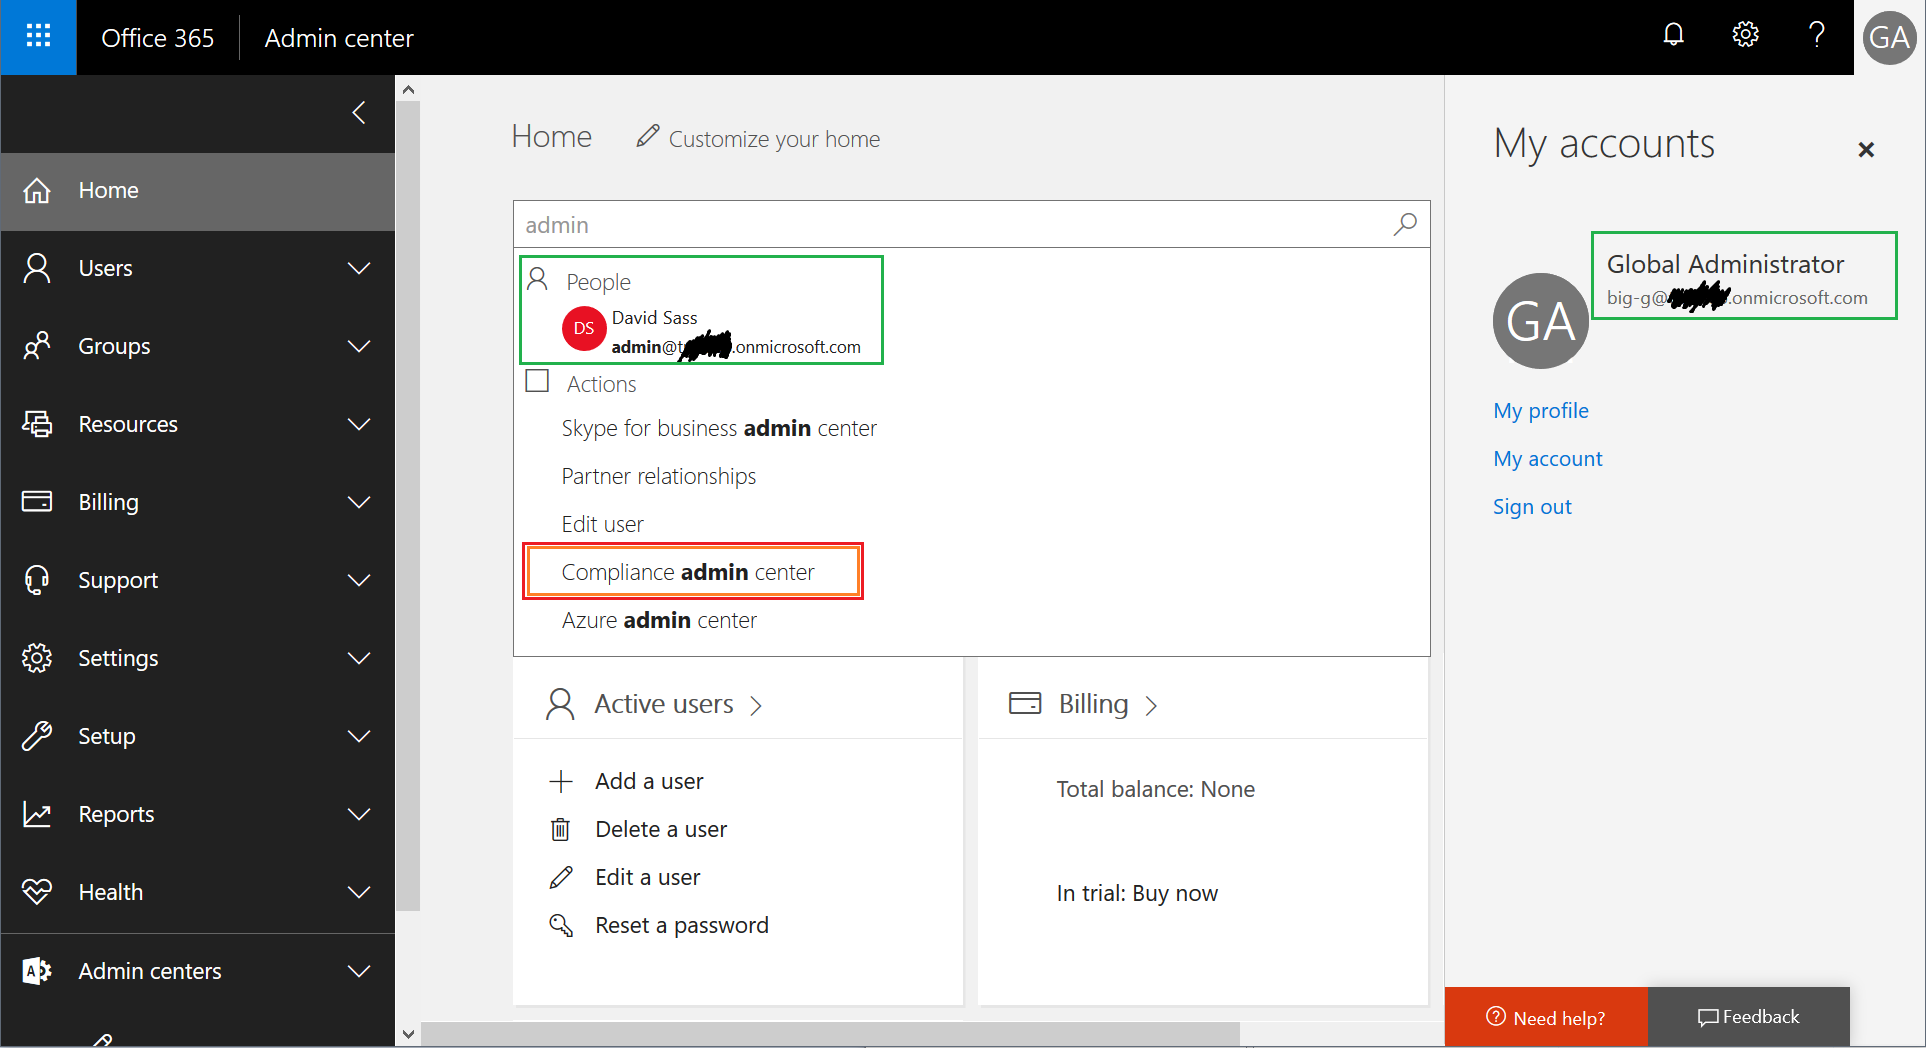 Office 365
Admin center
GA
Home
Users
Groups
Resources
Billing
Support
Settings
Setup
Reports
Health
Admin centers
Home
Customize your home
admin
People
DS
David Sass
admin@t .onmicrosoft.com
Actions
Skype for business admin center
Partner relationships
Edit user
Compliance admin center
Azure admin center
Active users
Add a user
Delete a user
Edit a user
Reset a password
Billing
Total balance: None
In trial: Buy now
My accounts
GA
Global Administrator
big-g@ .onmicrosoft.com
My profile
My account
Sign out
Need help?
Feedback